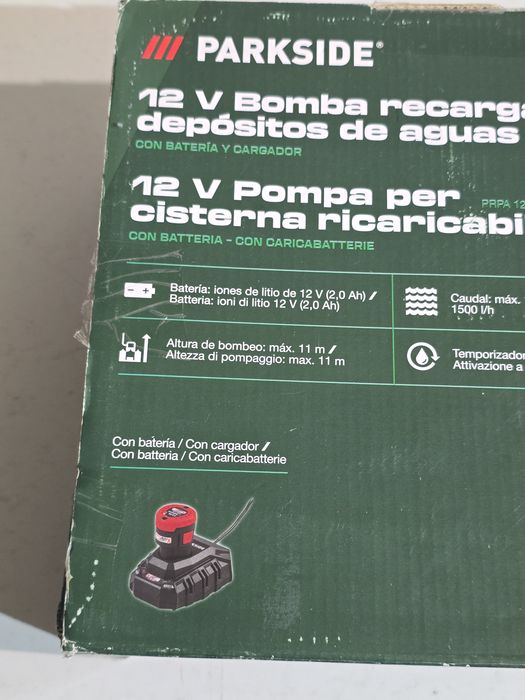 /// PARKSIDE®
12 V Bomba recarga
depósitos de aguas
CON BATERÍA Y CARGADOR
12 V Pompa per
PRPA 12
cisterna ricaricabi
CON BATTERIA - CON CARICABATTERIE
Batería: iones de litio de 12 V (2,0 Ah) /
Batteria: ioni di litio 12 V (2,0 Ah)
Caudal: máx.
1500 l/h
Altura de bombeo: máx. 11 m /
Altezza di pompaggio: max. 11 m
Temporizador
Attivazione a
Con batería / Con cargador /
Con batteria / Con caricabatterie